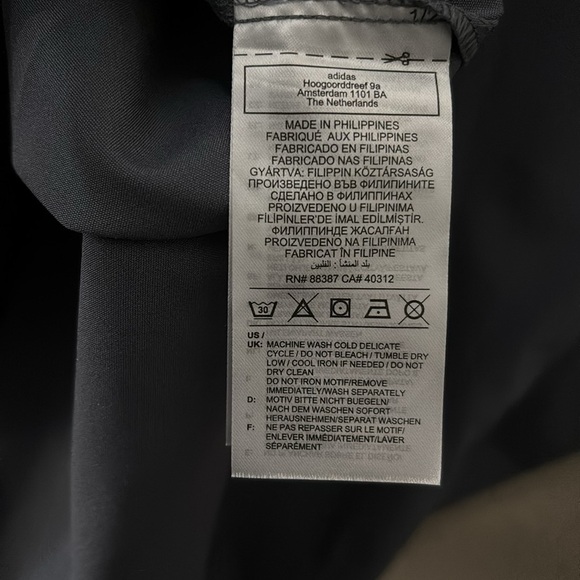 1/2
adidas
Hoogoorddreef 9a
Amsterdam 1101 BA
The Netherlands
MADE IN PHILIPPINES
FABRIQUÉ AUX PHILIPPINES
FABRICADO EN FILIPINAS
FABRICADO NAS FILIPINAS
GYÁRTVA: FILIPPIN KÖZTÁRSASÁG
ПРОИЗВЕДЕНО ВЪВ ФИЛИПИНИТЕ
СДЕЛАНО В ФИЛИППИНАХ
PROIZVEDENO U FILIPINIMA
FİLİPİNLER'DE İMAL EDİLMİŞTİR.
ФИЛИППИНДЕ ЖАСАЛҒАН
PROIZVEDENO NA FILIPINIMA
FABRICAT ÎN FILIPINE
بلد المنشأ : الفلبين
RN# 88387 CA# 40312
30
US /
UK: MACHINE WASH COLD DELICATE
CYCLE / DO NOT BLEACH / TUMBLE DRY
LOW / COOL IRON IF NEEDED / DO NOT
DRY CLEAN
DO NOT IRON MOTIF/REMOVE
IMMEDIATELY/WASH SEPARATELY
D: MOTIV BITTE NICHT BUEGELN/
NACH DEM WASCHEN SOFORT
HERAUSNEHMEN/SEPARAT WASCHEN
F: NE PAS REPASSER SUR LE MOTIF/
ENLEVER IMMÉDIATEMENT/LAVER
SÉPARÉMENT